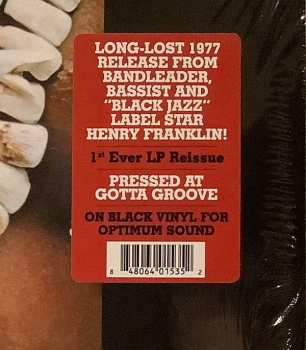 LONG-LOST 1977
RELEASE FROM
BANDLEADER,
BASSIST AND
"BLACK JAZZ"
LABEL STAR
HENRY FRANKLIN!
1st Ever LP Reissue
PRESSED AT
GOTTA GROOVE
ON BLACK VINYL FOR
OPTIMUM SOUND
8 48064 01535 2